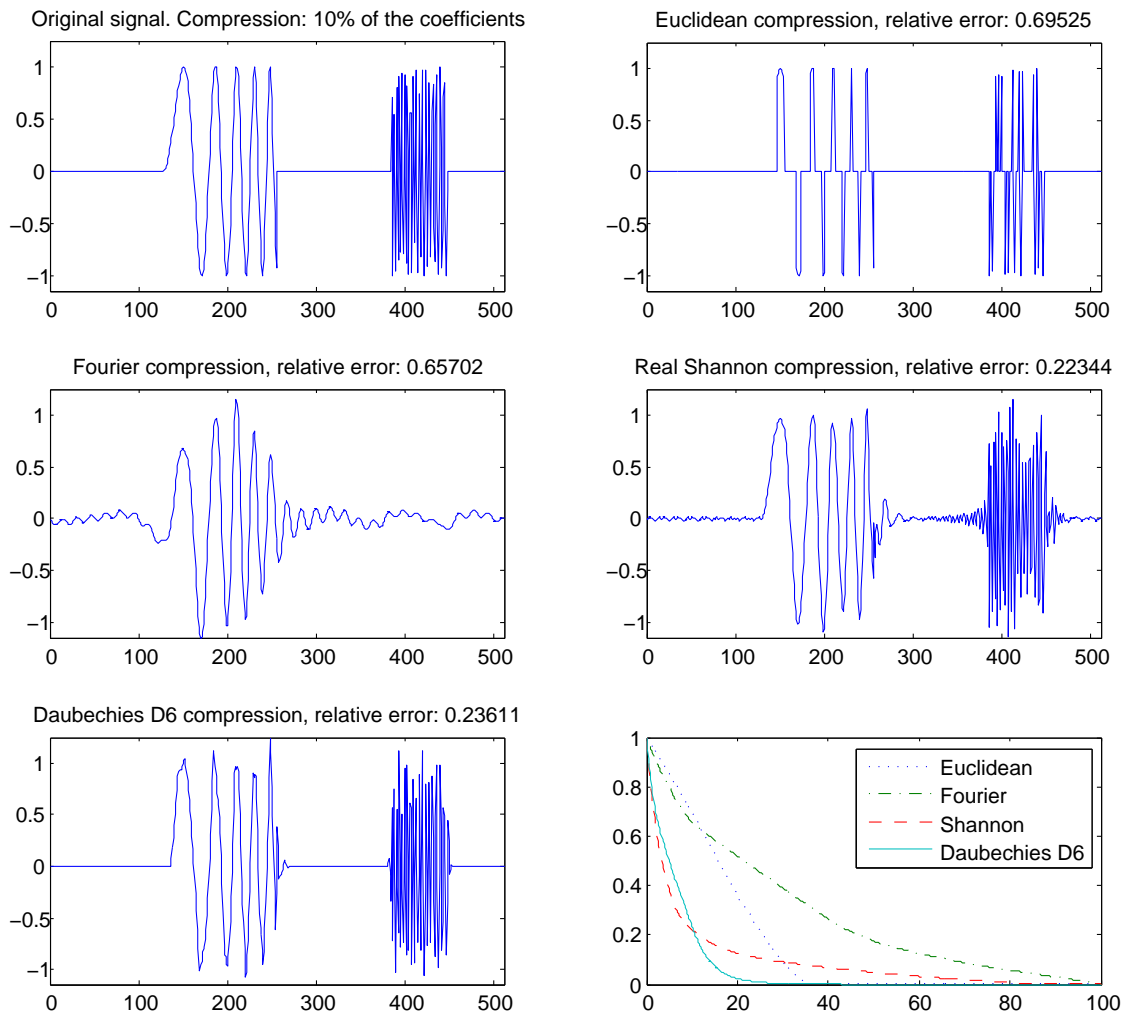 Original signal. Compression: 10% of the coefficients
1
0.5
0
−0.5
−1
0 100 200 300 400 500
Euclidean compression, relative error: 0.69525
1
0.5
0
−0.5
−1
0 100 200 300 400 500
Fourier compression, relative error: 0.65702
1
0.5
0
−0.5
−1
0 100 200 300 400 500
Real Shannon compression, relative error: 0.22344
1
0.5
0
−0.5
−1
0 100 200 300 400 500
Daubechies D6 compression, relative error: 0.23611
1
0.5
0
−0.5
−1
0 100 200 300 400 500
1
0.8
0.6
0.4
0.2
0
0 20 40 60 80 100
Euclidean
Fourier
Shannon
Daubechies D6